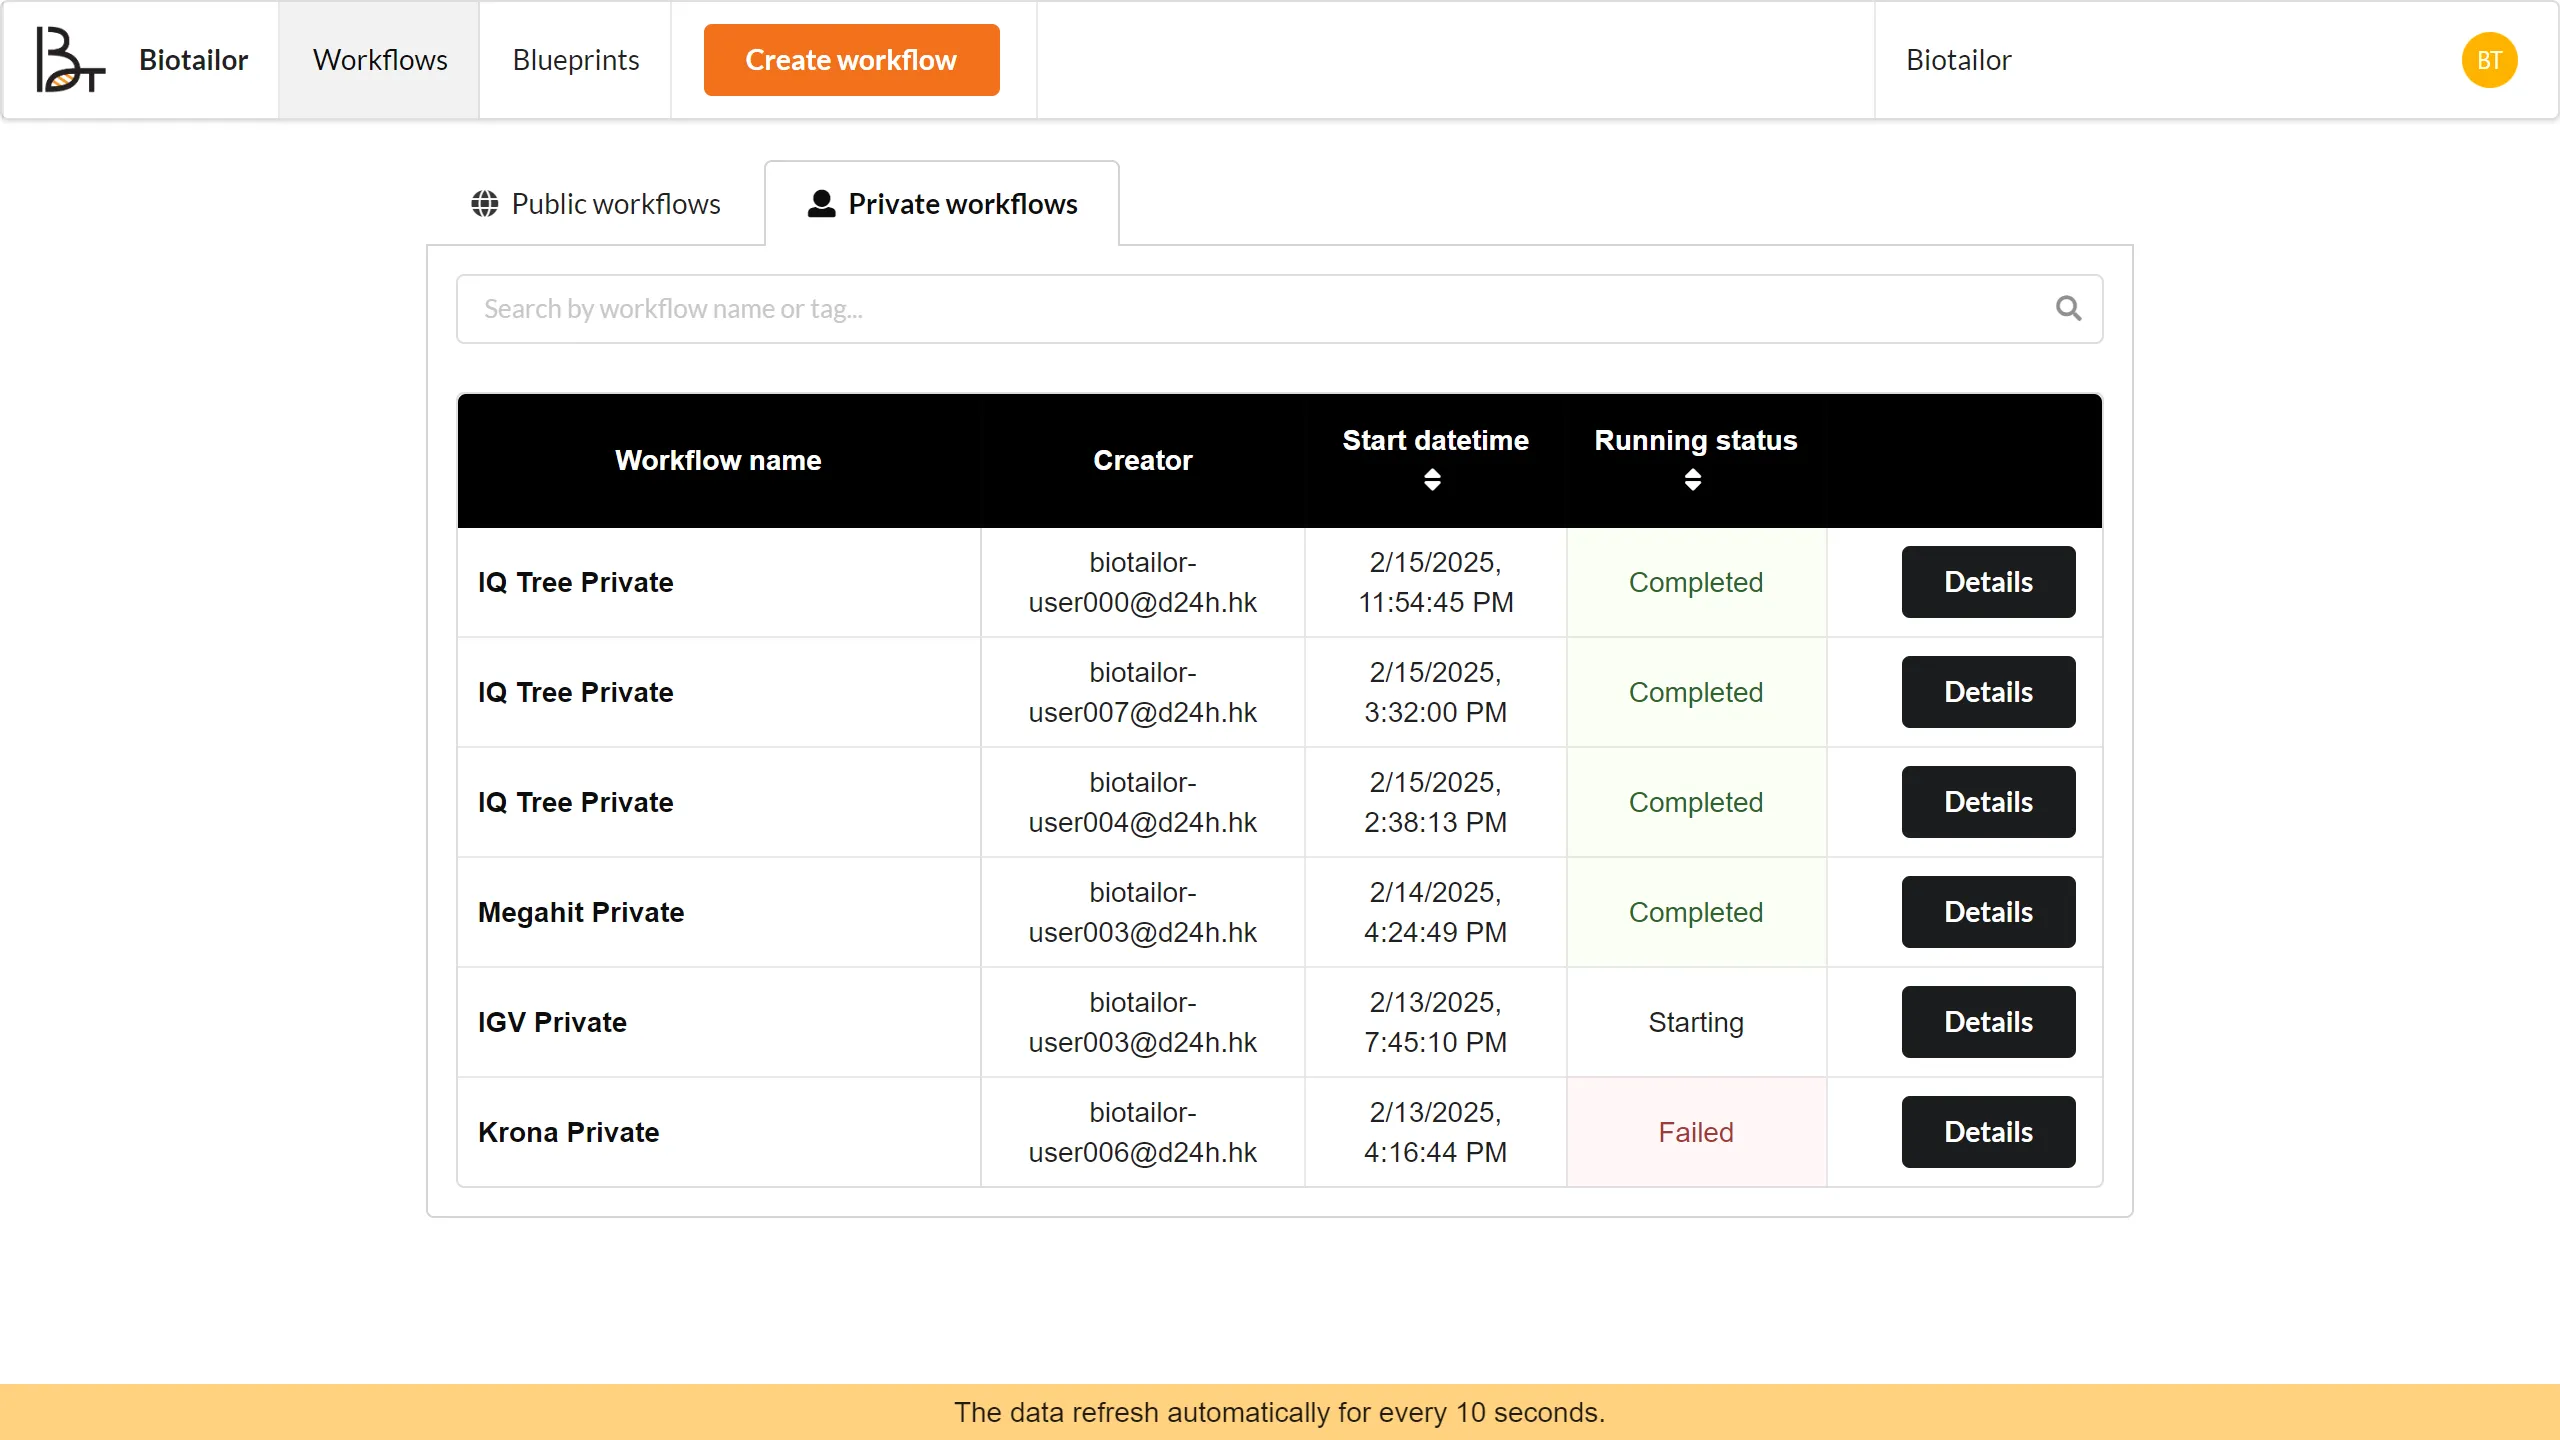 BT Biotailor Workflows Blueprints Create workflow Biotailor BT
Public workflows Private workflows
Search by workflow name or tag...
Workflow name Creator Start datetime Running status
IQ Tree Private biotailor- 2/15/2025, Completed Details
user000@d24h.hk 11:54:45 PM
IQ Tree Private biotailor- 2/15/2025, Completed Details
user007@d24h.hk 3:32:00 PM
IQ Tree Private biotailor- 2/15/2025, Completed Details
user004@d24h.hk 2:38:13 PM
Megahit Private biotailor- 2/14/2025, Completed Details
user003@d24h.hk 4:24:49 PM
IGV Private biotailor- 2/13/2025, Starting Details
user003@d24h.hk 7:45:10 PM
Krona Private biotailor- 2/13/2025, Failed Details
user006@d24h.hk 4:16:44 PM
The data refresh automatically for every 10 seconds.